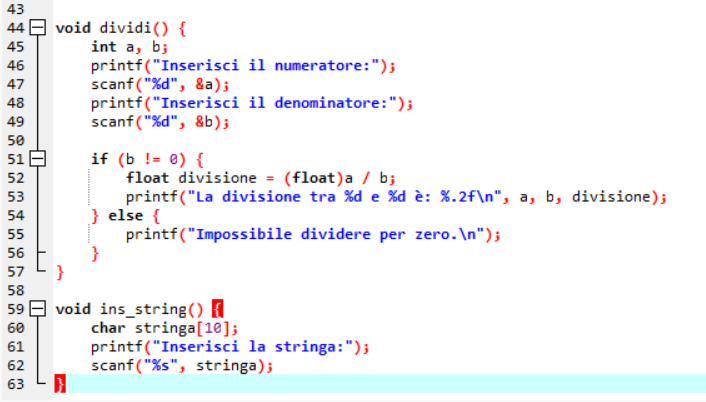 43
44 void dividi() {
45 int a, b;
46 printf("Inserisci il numeratore:");
47 scanf("%d", &a);
48 printf("Inserisci il denominatore:");
49 scanf("%d", &b);
50
51 if (b != 0) {
52 float divisione = (float)a / b;
53 printf("La divisione tra %d e %d è: %.2f\n", a, b, divisione);
54 } else {
55 printf("Impossibile dividere per zero.\n");
56 }
57 }
58
59 void ins_string() {
60 char stringa[10];
61 printf("Inserisci la stringa:");
62 scanf("%s", stringa);
63 }